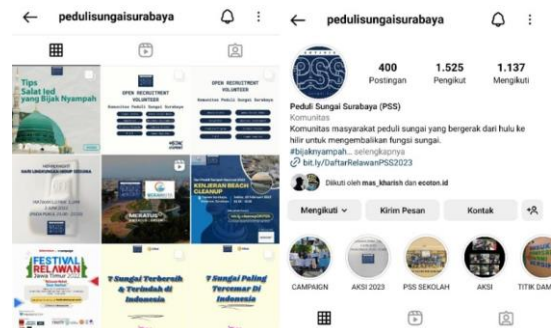 pedulisungaisurabaya
Tips
Salat Ied
yang Bijak Nyampah
OPEN RECRUITMENT
VOLUNTEER
Komunitas Peduli Sungai Surabaya
OPEN RECRUITMENT
VOLUNTEER
Komunitas Peduli Sungai Surabaya
MERATUS
KENJERAN BEACH
CLEANUP
FESTIVAL
RELAWAN
7 Sungai Terbersih
& Terindah di
Indonesia
7 Sungai Paling
Tercemar Di
Indonesia
pedulisungaisurabaya
PSS
400
Postingan
1.525
Pengikut
1.137
Mengikuti
Peduli Sungai Surabaya (PSS)
Komunitas
Komunitas masyarakat peduli sungai yang bergerak dari hulu ke
hilir untuk mengembalikan fungsi sungai.
#bijaknyampah... selengkapnya
bit.ly/DaftarRelawanPSS2023
Diikuti oleh mas_kharish dan ecoton.id
Mengikuti
Kirim Pesan
Kontak
CAMPAIGN
AKSI 2023
PSS SEKOLAH
AKSI
TITIK DAM